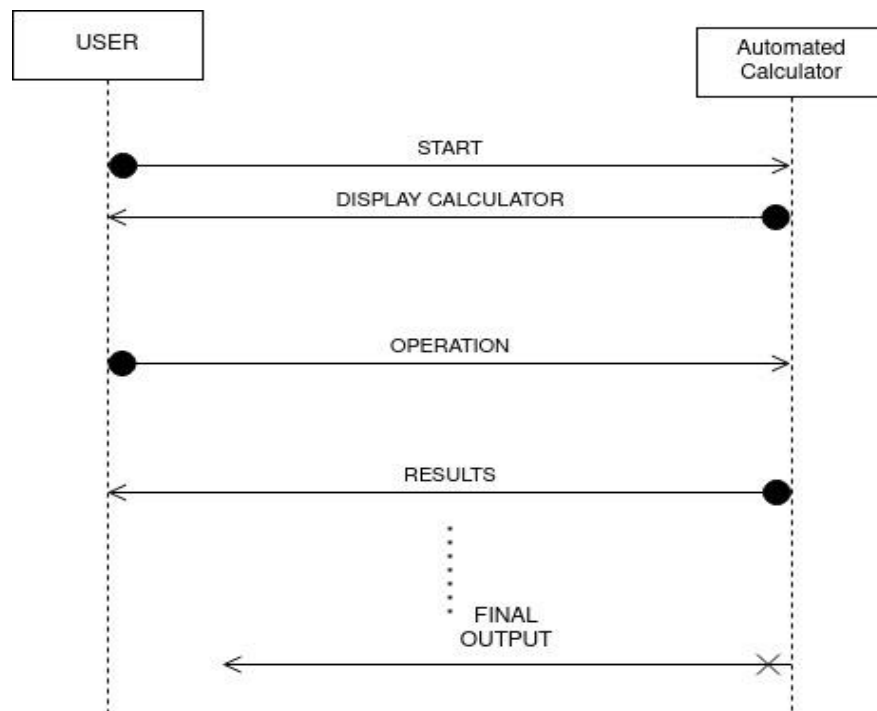 USER
Automated
Calculator
START
DISPLAY CALCULATOR
OPERATION
RESULTS
FINAL
OUTPUT